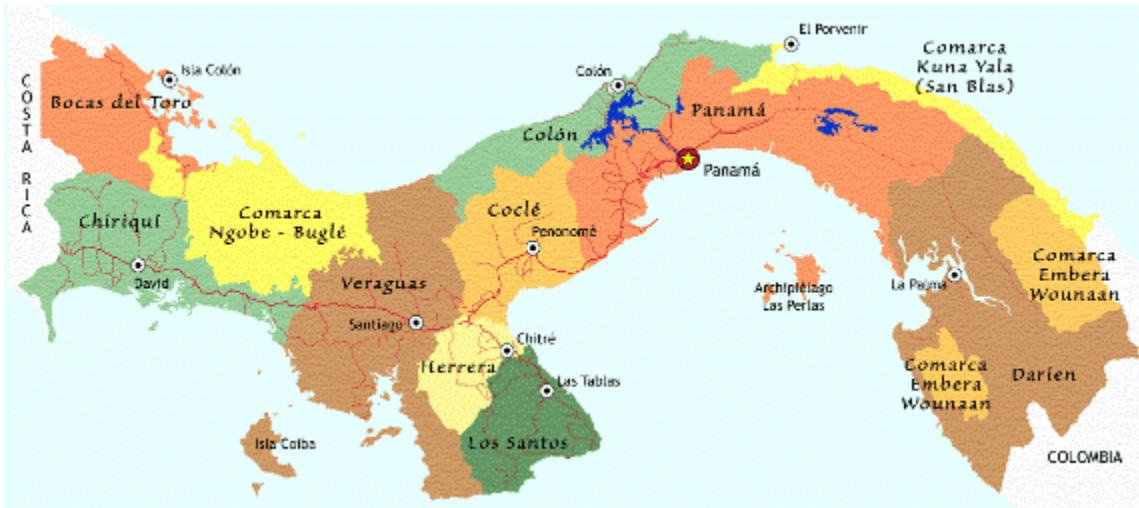 El Porvenir
Comarca
Kuna Yala
(San Blas)
Isla Colón
Colón
COSTA RICA
Bocas del Toro
Panamá
Colón
Panamá
Chiriquí
Comarca
Ngobe - Buglé
Coclé
Penonomé
David
Veraguas
Comarca
Embera
Wounaan
La Palma
Archipiélago
Las Perlas
Santiago
Chitré
Herrera
Las Tablas
Comarca
Embera
Wounaan
Daríen
Isla Coiba
Los Santos
COLOMBIA